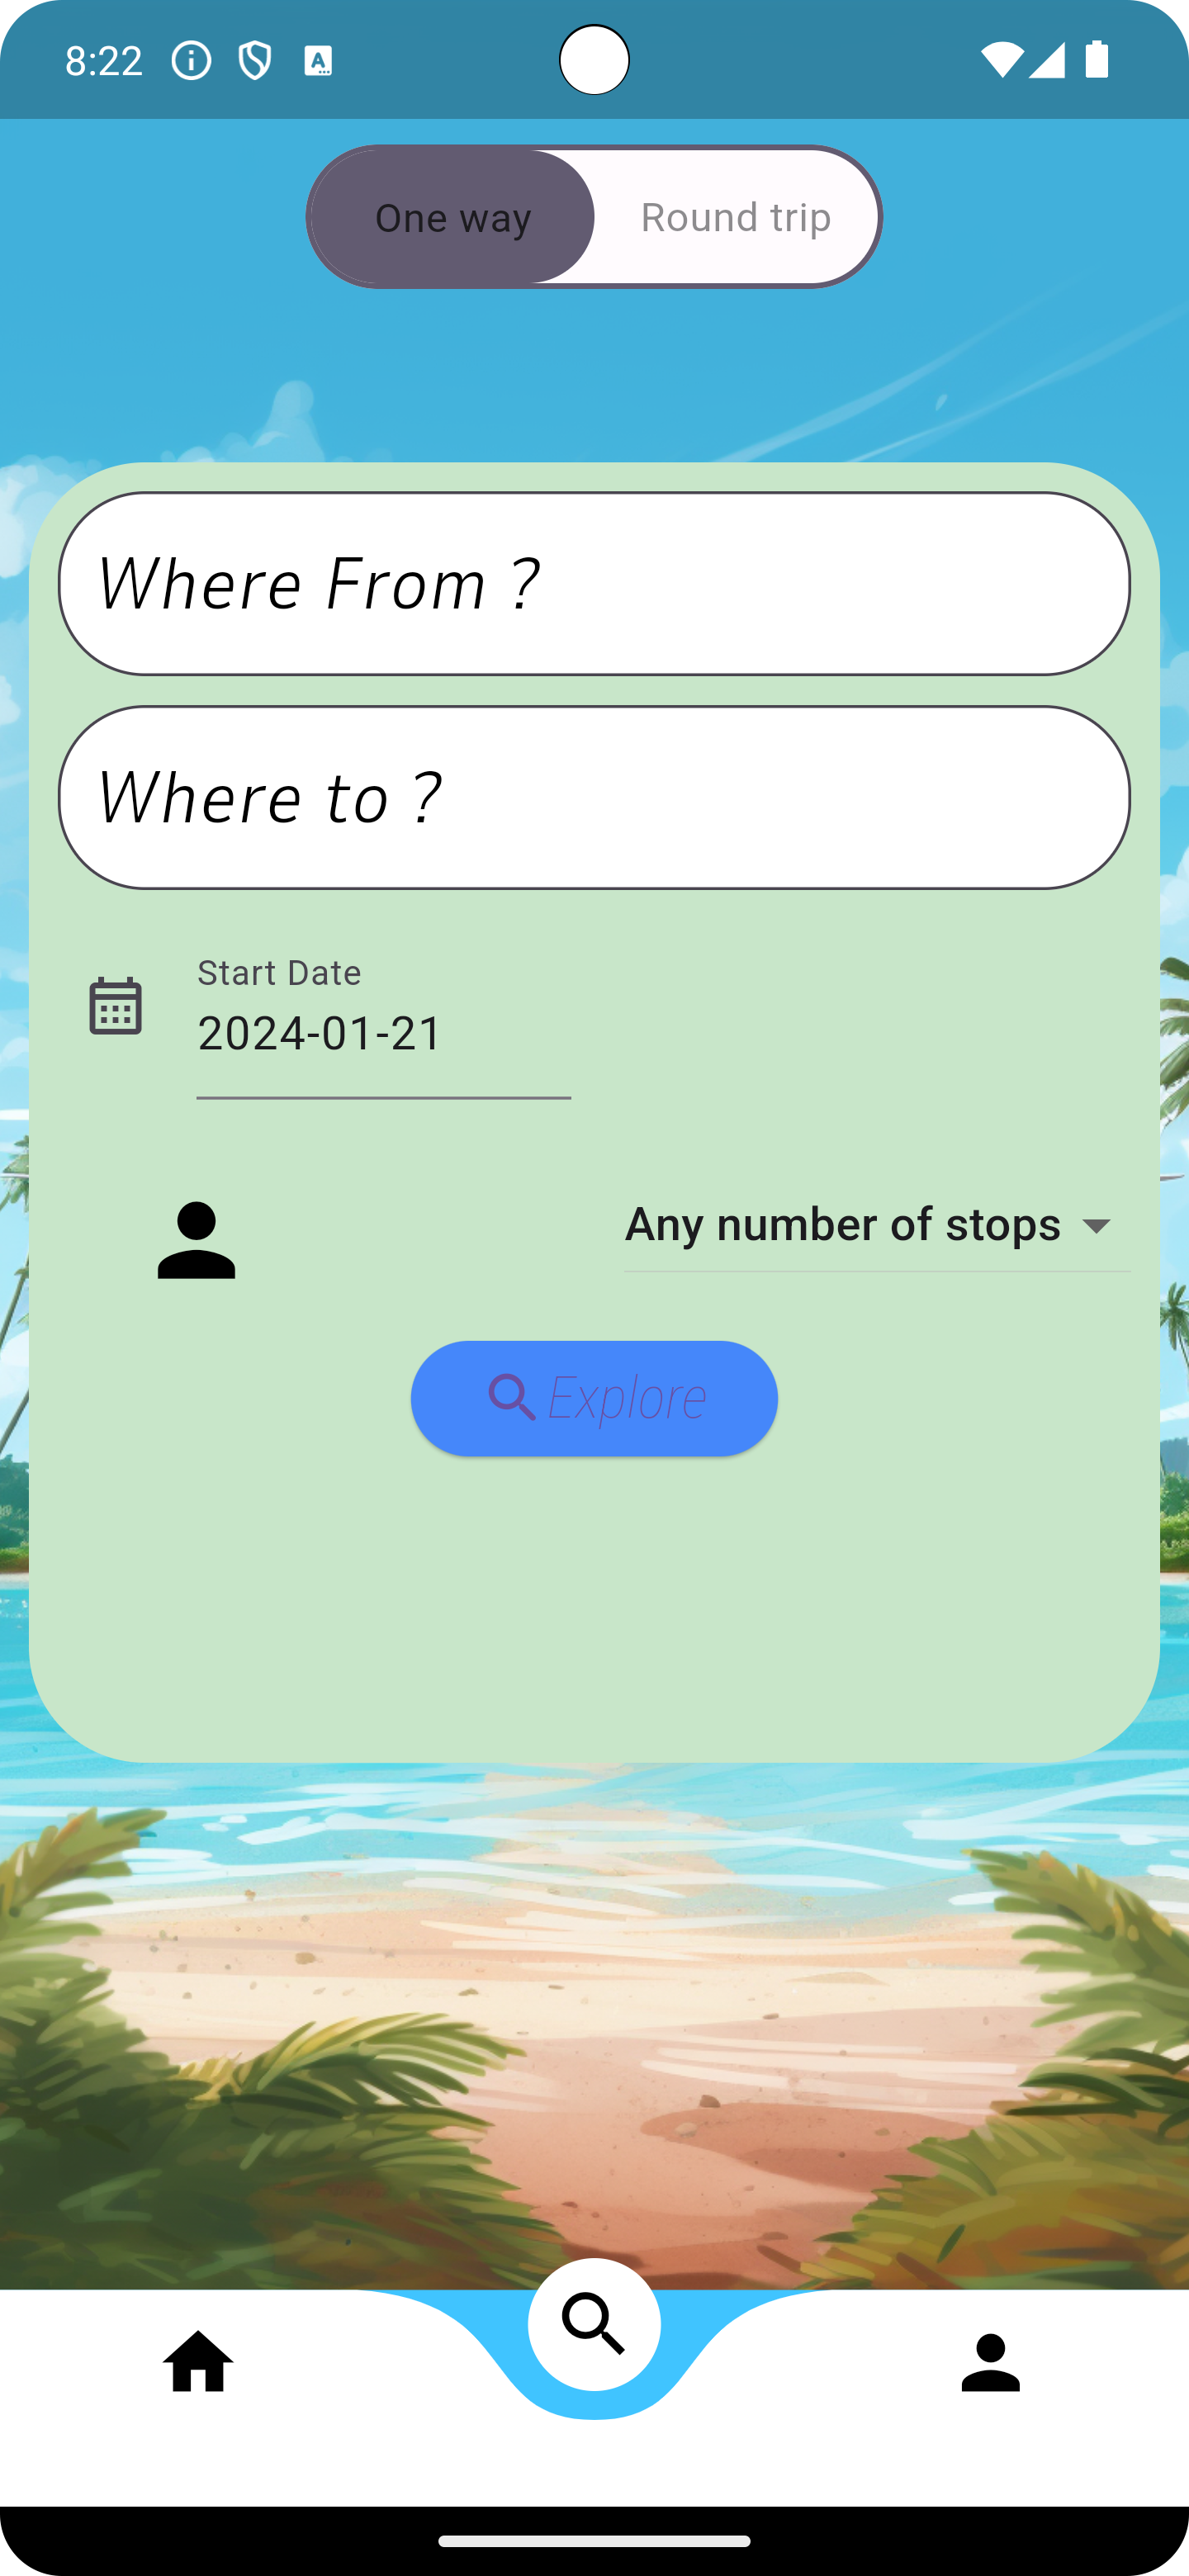 8:22
A
One way
Round trip
Where From ?
Where to ?
Start Date
2024-01-21
Any number of stops
Explore